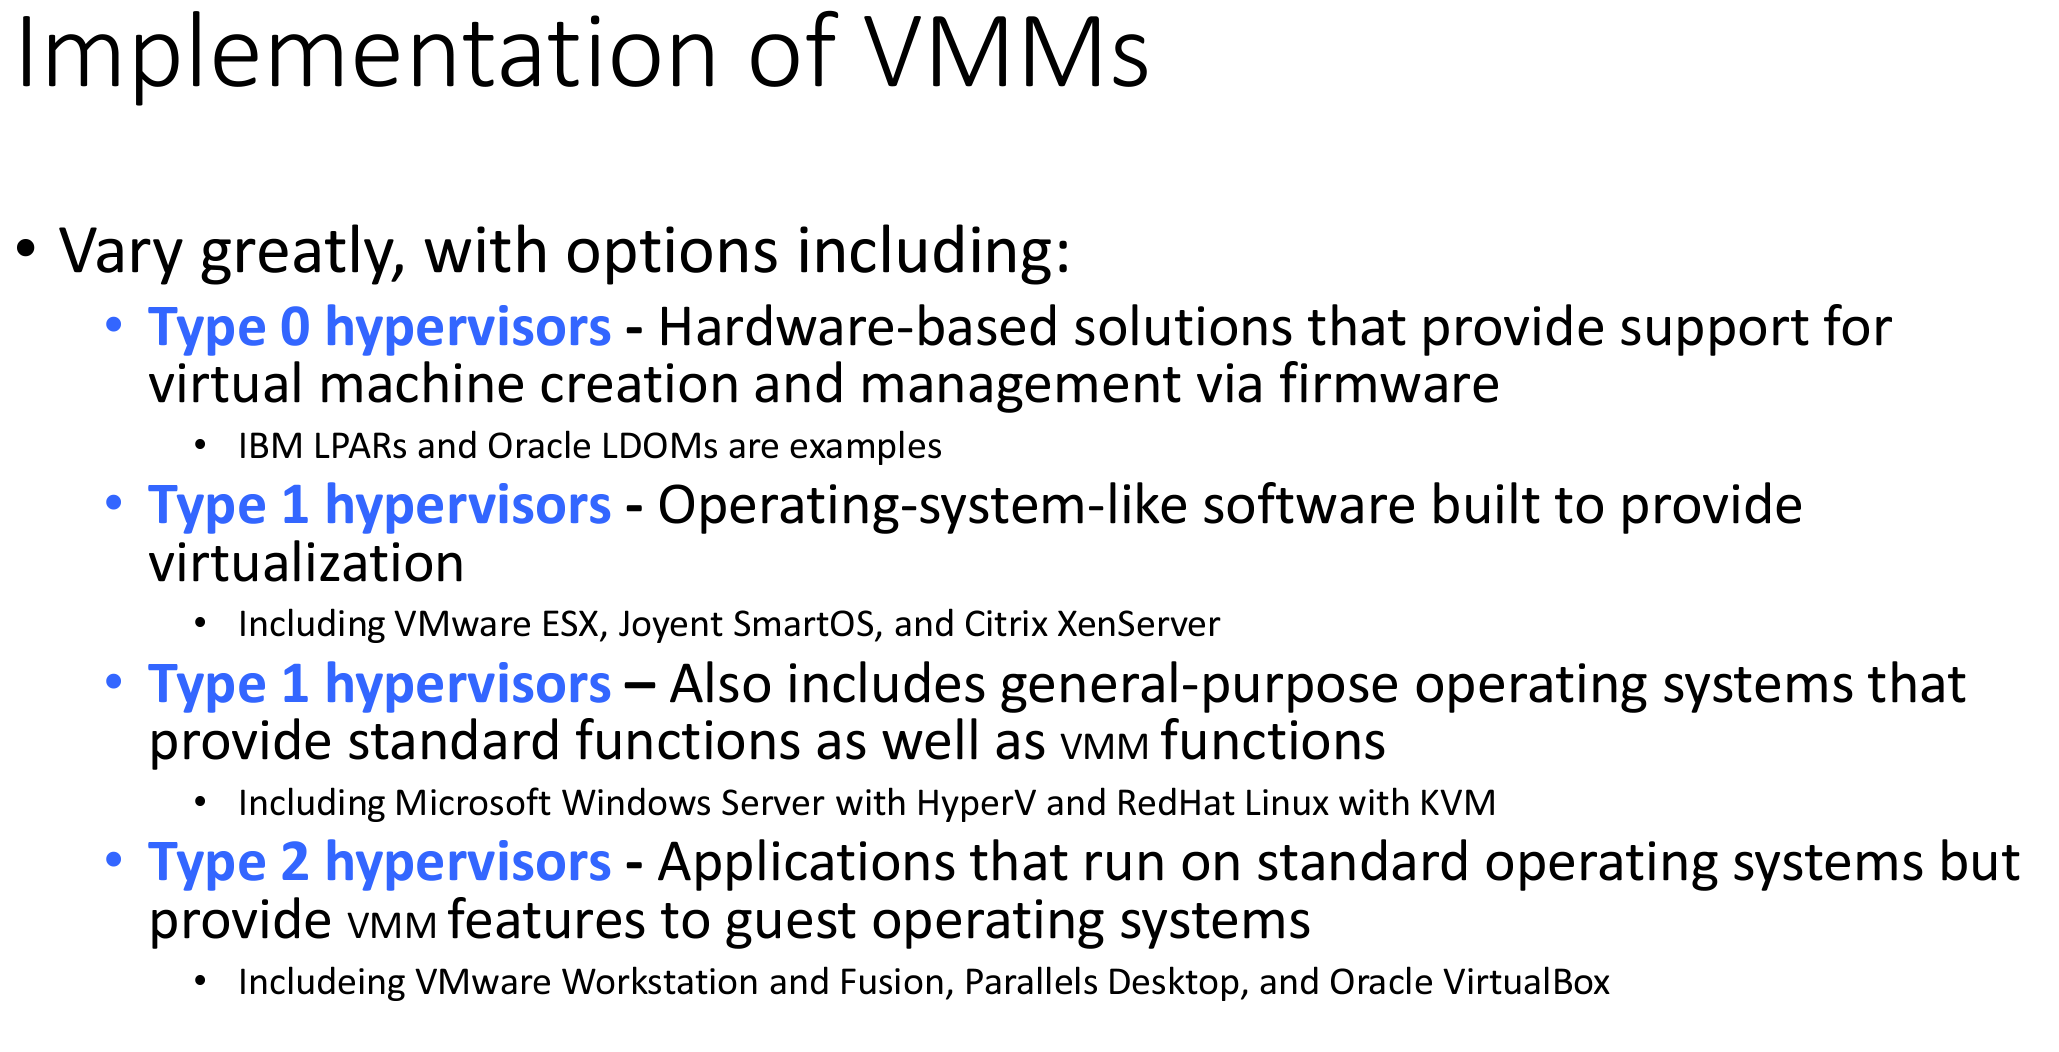 Implementation of VMMs
• Vary greatly, with options including:
• Type 0 hypervisors - Hardware-based solutions that provide support for
virtual machine creation and management via firmware
• IBM LPARs and Oracle LDOMs are examples
• Type 1 hypervisors - Operating-system-like software built to provide
virtualization
• Including VMware ESX, Joyent SmartOS, and Citrix XenServer
• Type 1 hypervisors – Also includes general-purpose operating systems that
provide standard functions as well as VMM functions
• Including Microsoft Windows Server with HyperV and RedHat Linux with KVM
• Type 2 hypervisors - Applications that run on standard operating systems but
provide VMM features to guest operating systems
• Includeing VMware Workstation and Fusion, Parallels Desktop, and Oracle VirtualBox